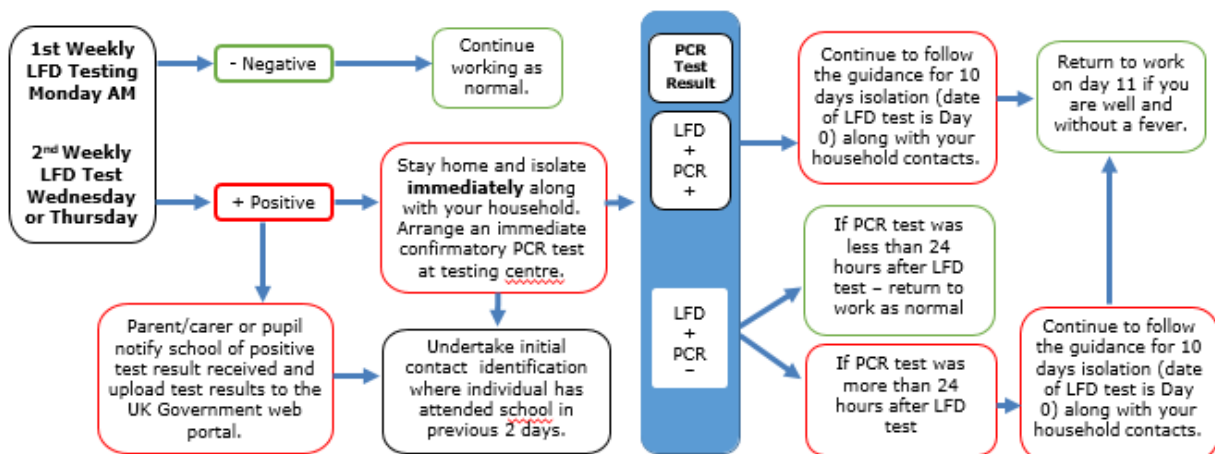 1st Weekly
LFD Testing
Monday AM
2nd Weekly
LFD Test
Wednesday
or Thursday
- Negative
Continue
working as
normal.
+ Positive
Stay home and isolate
immediately along
with your household.
Arrange an immediate
confirmatory PCR test
at testing centre.
Parent/carer or pupil
notify school of positive
test result received and
upload test results to the
UK Government web
portal.
Undertake initial
contact identification
where individual has
attended school in
previous 2 days.
PCR
Test
Result
LFD
+
PCR
+
LFD
+
PCR
–
Continue to follow
the guidance for 10
days isolation (date
of LFD test is Day
0) along with your
household contacts.
Return to work
on day 11 if you
are well and
without a fever.
If PCR test was
less than 24
hours after LFD
test – return to
work as normal
If PCR test was
more than 24
hours after LFD
test
Continue to follow
the guidance for 10
days isolation (date
of LFD test is Day
0) along with your
household contacts.